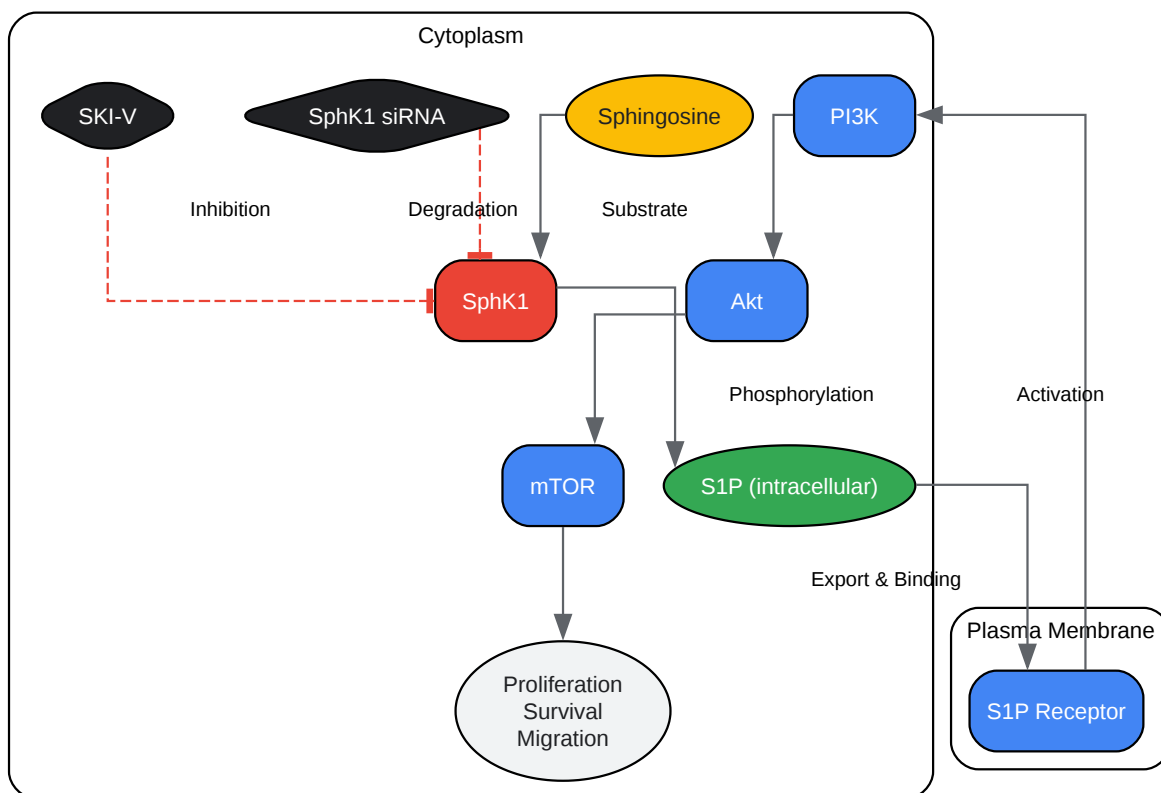 Cytoplasm
SKI-V
SphK1 siRNA
Sphingosine
PI3K
Inhibition
Degradation
Substrate
SphK1
Akt
Phosphorylation
Activation
mTOR
S1P (intracellular)
Export & Binding
Plasma Membrane
Proliferation
Survival
Migration
S1P Receptor